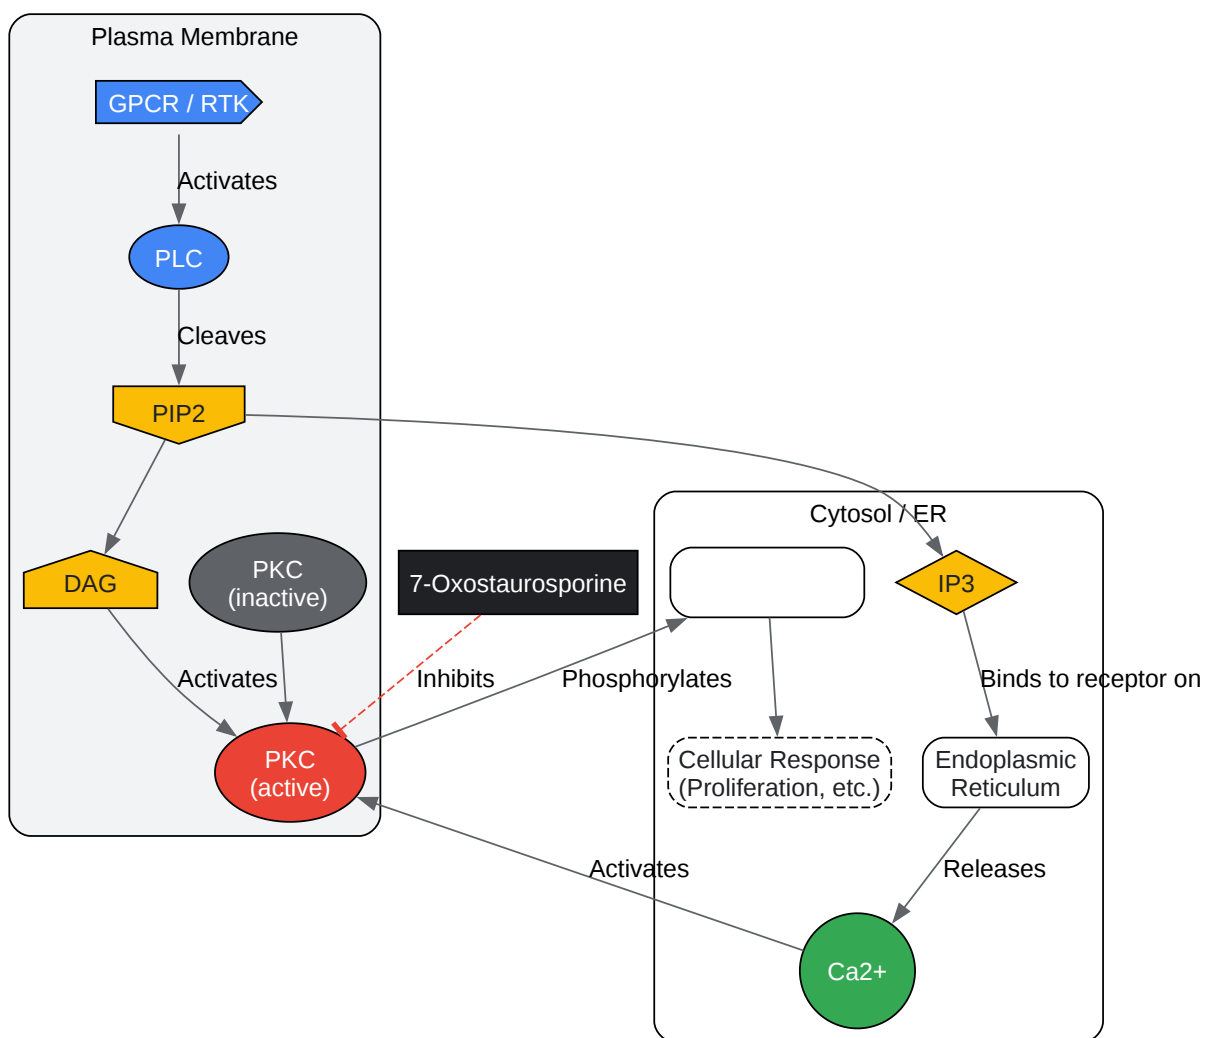 Plasma Membrane
GPCR / RTK
Activates
PLC
Cleaves
PIP2
Cytosol / ER
DAG
PKC
(inactive)
7-Oxostaurosporine
IP3
Activates
Inhibits
Phosphorylates
Binds to receptor on
PKC
(active)
Cellular Response
(Proliferation, etc.)
Endoplasmic
Reticulum
Activates
Releases
Ca2+